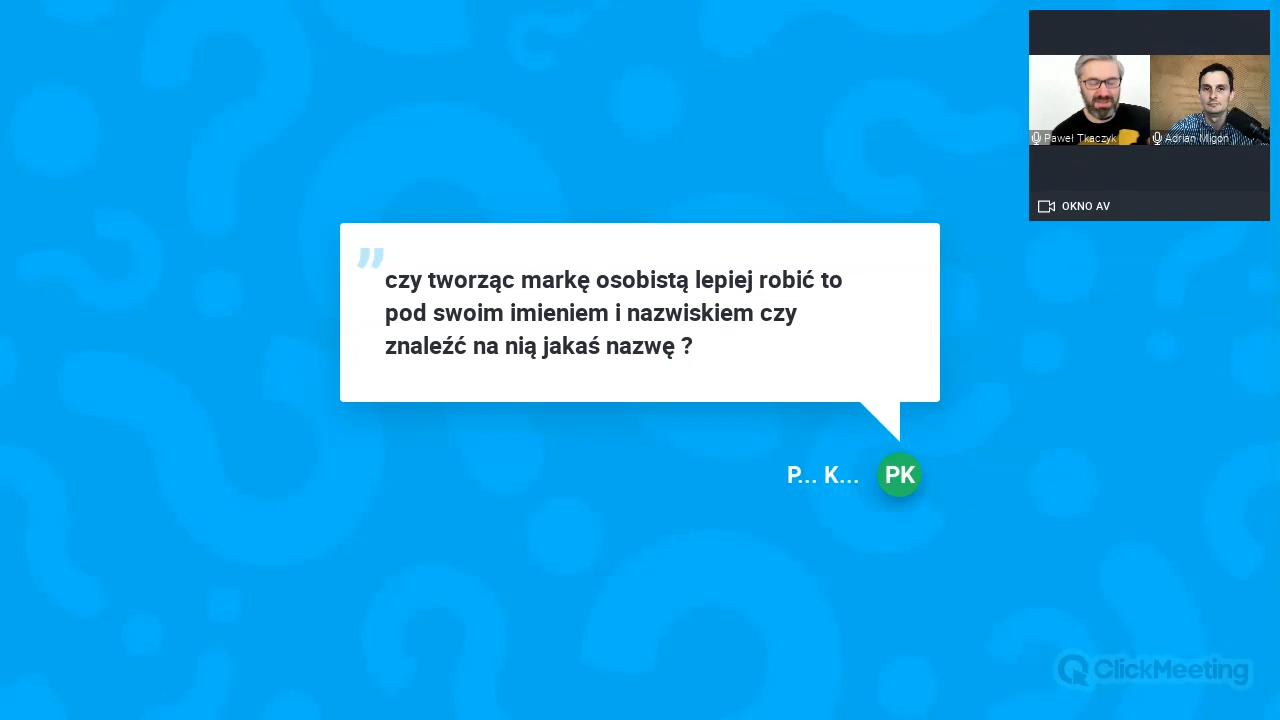 Paweł Tkaczyk
Adrian Migoń
OKNO AV
”
czy tworząc markę osobistą lepiej robić to
pod swoim imieniem i nazwiskiem czy
znaleźć na nią jakaś nazwę ?
P... K...
PK
ClickMeeting